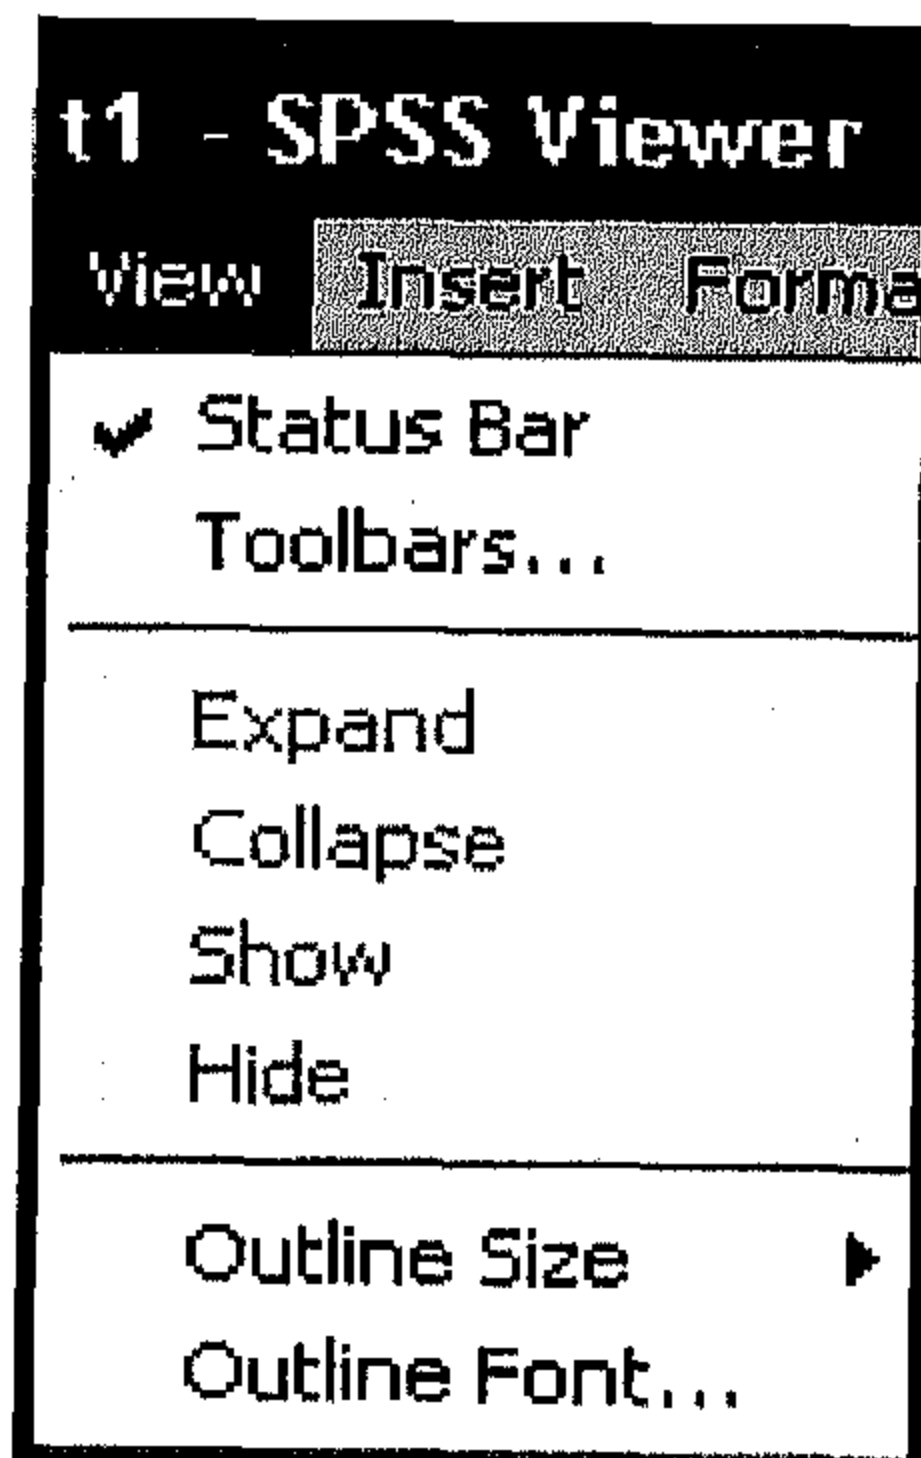 t1 - SPSS Viewer
View Insert Forma
Status Bar
Toolbars...
Expand
Collapse
Show
Hide
Outline Size
Outline Font...